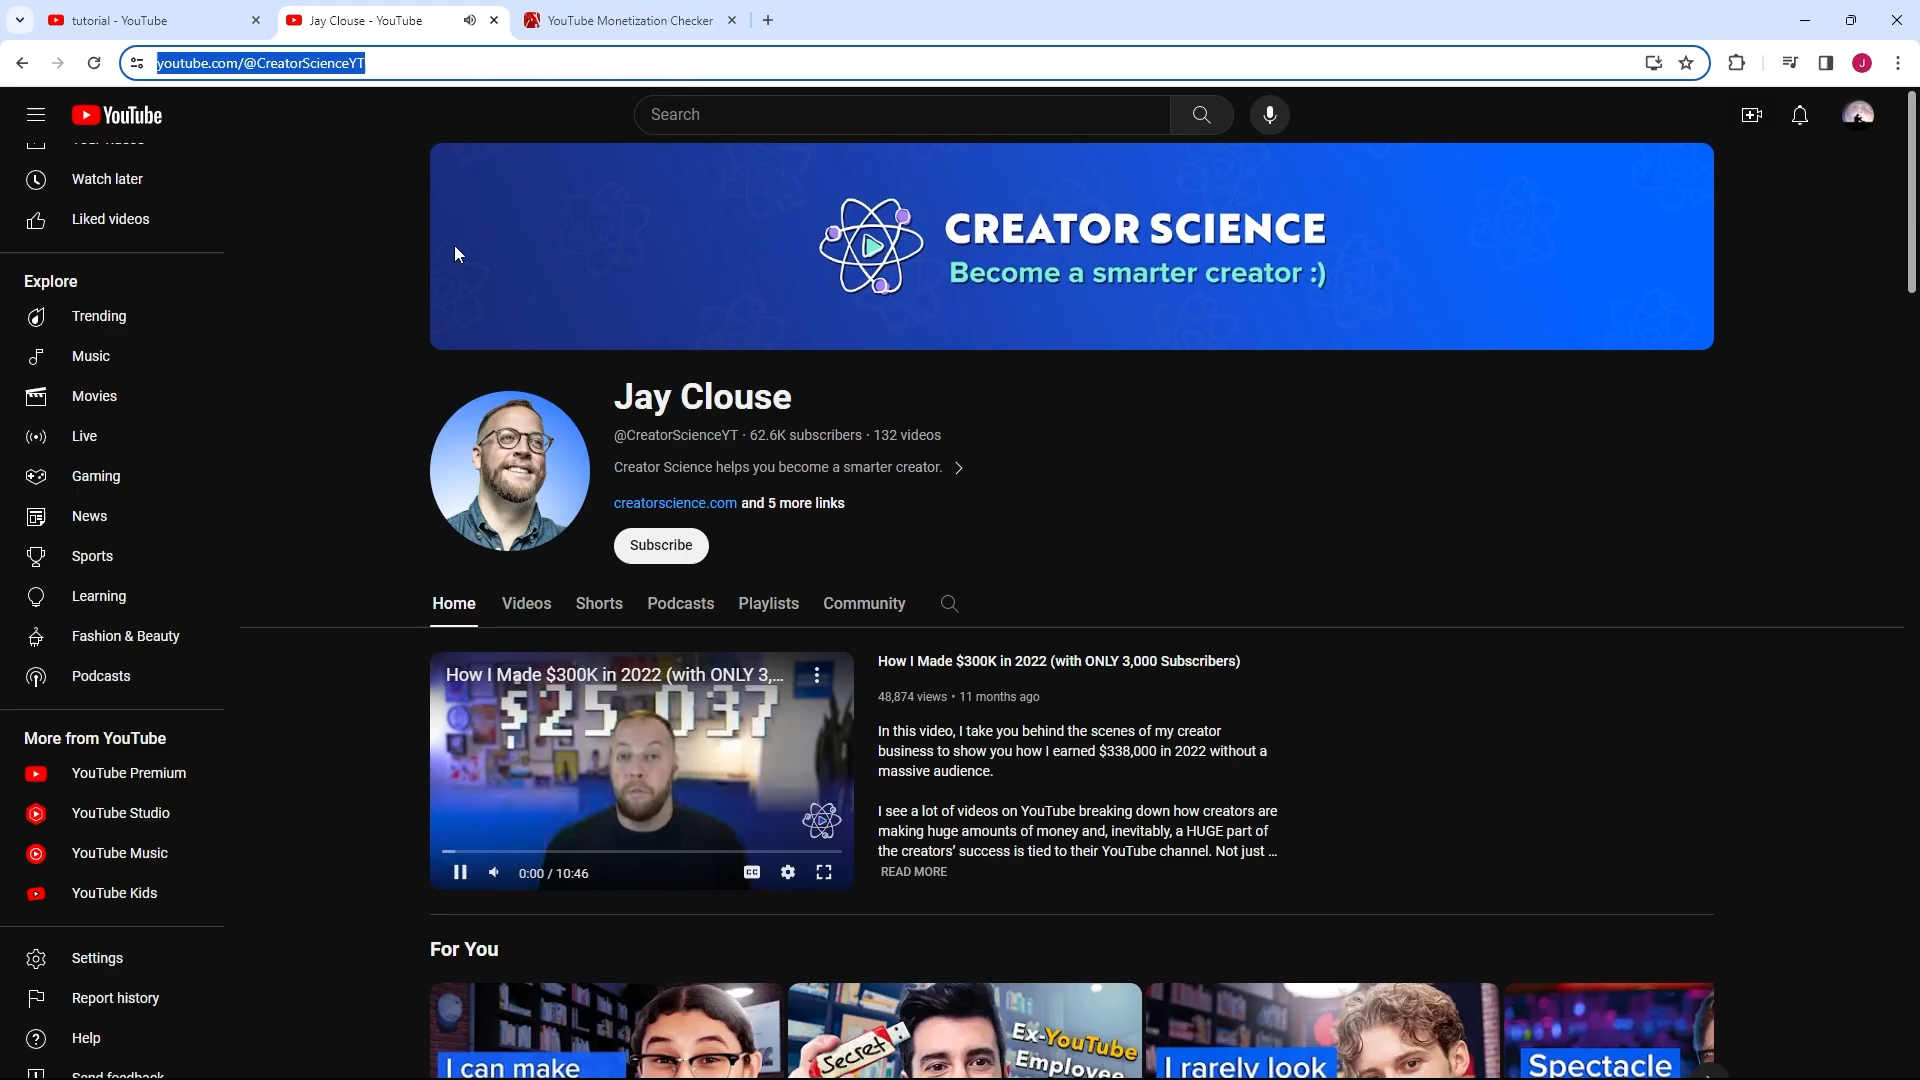 tutorial - YouTube
Jay Clouse - YouTube
YouTube Monetization Checker
youtube.com/@CreatorScienceYT
J
YouTube
Search
Watch later
Liked videos
Explore
Trending
Music
Movies
Live
Gaming
News
Sports
Learning
Fashion & Beauty
Podcasts
More from YouTube
YouTube Premium
YouTube Studio
YouTube Music
YouTube Kids
Settings
Report history
Help
Send feedback
CREATOR SCIENCE
Become a smarter creator :)
Jay Clouse
@CreatorScienceYT · 62.6K subscribers · 132 videos
Creator Science helps you become a smarter creator.
creatorscience.com and 5 more links
Subscribe
Home Videos Shorts Podcasts Playlists Community
How I Made $300K in 2022 (with ONLY 3,...
$25,037
0:00 / 10:46
CC
How I Made $300K in 2022 (with ONLY 3,000 Subscribers)
48,874 views • 11 months ago
In this video, I take you behind the scenes of my creator
business to show you how I earned $338,000 in 2022 without a
massive audience.
I see a lot of videos on YouTube breaking down how creators are
making huge amounts of money and, inevitably, a HUGE part of
the creators' success is tied to their YouTube channel. Not just ...
READ MORE
For You
I can make
Secret
Ex-YouTube
Employee
I rarely look
Spectacle